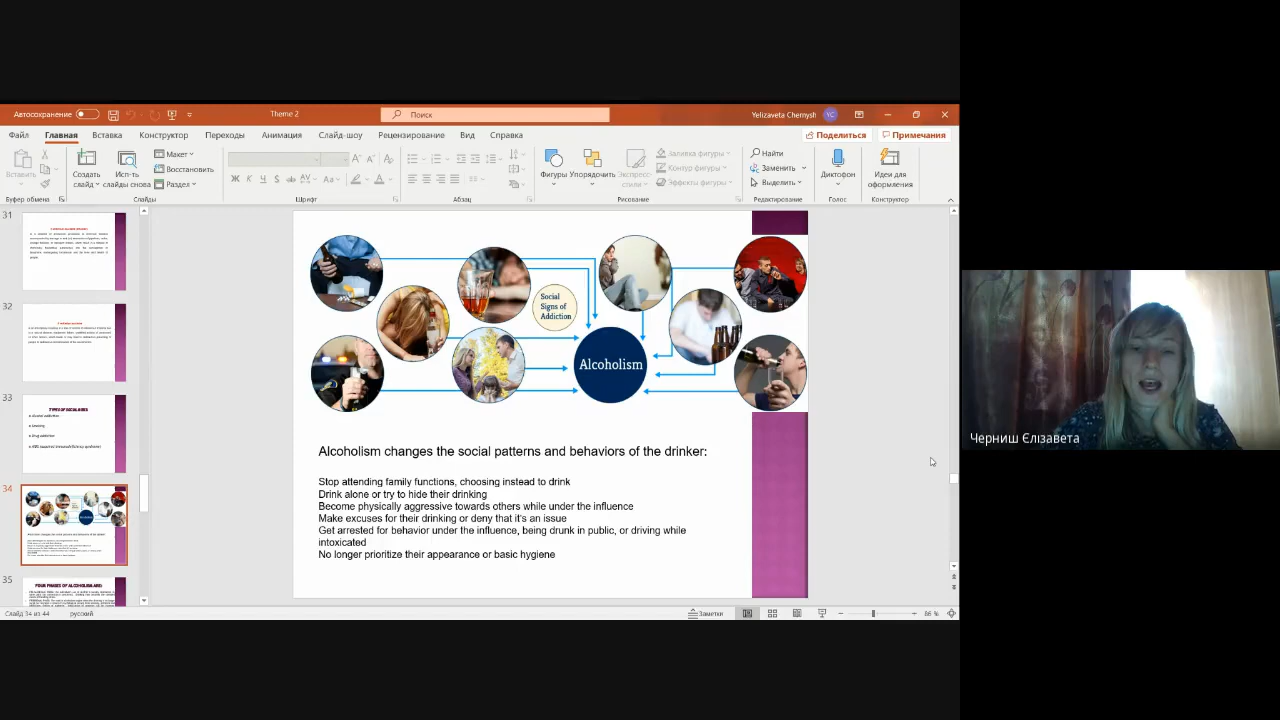 Автосохранение
Theme 2
Поиск
Yelizaveta Chernysh
YC
Файл
Главная
Вставка
Конструктор
Переходы
Анимация
Слайд-шоу
Рецензирование
Вид
Справка
Поделиться
Примечания
Вставить
Создать слайд
Исп-ть слайды снова
Макет
Восстановить
Раздел
Фигуры
Упорядочить
Экспресс-стили
Заливка фигуры
Контур фигуры
Эффекты фигуры
Найти
Заменить
Выделить
Диктофон
Идеи для оформления
Буфер обмена
Слайды
Шрифт
Абзац
Рисование
Редактирование
Голос
Конструктор
31
32
33
TYPES OF SOCIAL RISKS
Alcohol addiction
Smoking
Drug addiction
34
35
FOUR PHASES OF ALCOHOLISM ARE:
Social
Signs of
Addiction
Alcoholism
Alcoholism changes the social patterns and behaviors of the drinker:
Stop attending family functions, choosing instead to drink
Drink alone or try to hide their drinking
Become physically aggressive towards others while under the influence
Make excuses for their drinking or deny that it's an issue
Get arrested for behavior under the influence, being drunk in public, or driving while
intoxicated
No longer prioritize their appearance or basic hygiene
Слайд 34 из 44
русский
Заметки
86 %
Черниш Єлізавета